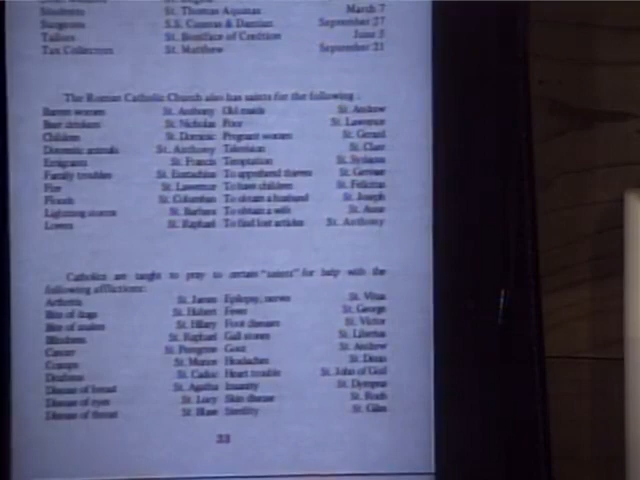 Students St. Thomas Aquinas March 7
Surgeons S.S. Cosmas & Damian September 27
Tailors St. Boniface of Credition June 5
Tax Collectors St. Matthew September 21
The Roman Catholic Church also has saints for the following:
Barren women St. Anthony Old maids St. Andrew
Beer drinkers St. Nicholas Poor St. Lawrence
Children St. Dominic Pregnant women St. Gerard
Domestic animals St. Anthony Television St. Clare
Emigrants St. Francis Temptation St. Syriacus
Family troubles St. Eustachius To apprehend thieves St. Gervase
Fire St. Lawrence To have children St. Felicitas
Floods St. Columban To obtain a husband St. Joseph
Lightning storms St. Barbara To obtain a wife St. Anne
Lovers St. Raphael To find lost articles St. Anthony
Catholics are taught to pray to certain "saints" for help with the
following afflictions:
Arthritis St. James Epilepsy, nerves St. Vitus
Bite of dogs St. Hubert Fever St. George
Bite of snakes St. Hilary Foot diseases St. Victor
Blindness St. Raphael Gall stones St. Liberius
Cancer St. Peregrine Gout St. Andrew
Cramps St. Murice Headaches St. Denis
Deafness St. Cadoc Heart trouble St. John of God
Disease of breast St. Agatha Insanity St. Dympna
Disease of eyes St. Lucy Skin disease St. Roch
Disease of throat St. Blase Sterility St. Giles
33